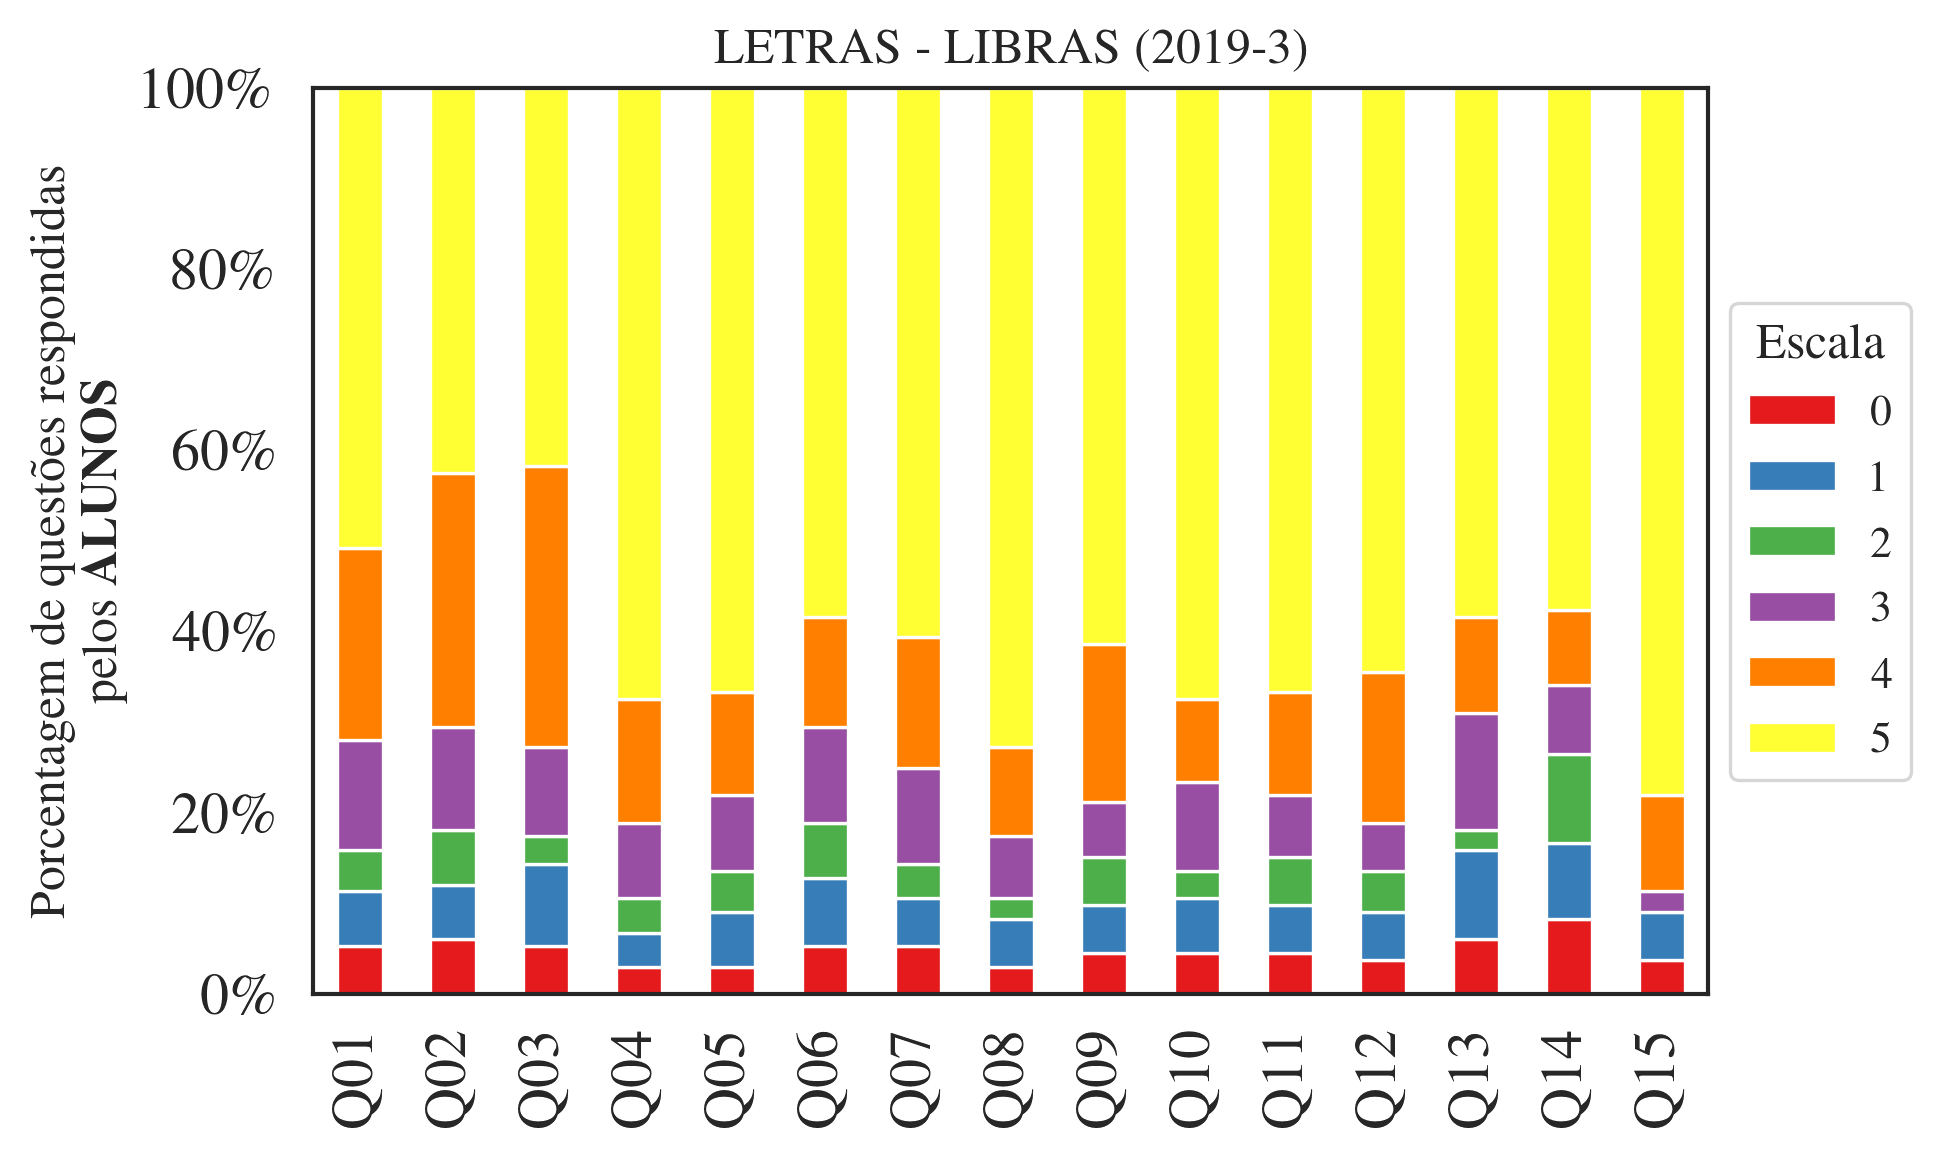 LETRAS - LIBRAS (2019-3)
Porcentagem de questões respondidas
pelos ALUNOS
100%
80%
60%
40%
20%
0%
Q01
Q02
Q03
Q04
Q05
Q06
Q07
Q08
Q09
Q10
Q11
Q12
Q13
Q14
Q15
Escala
0
1
2
3
4
5